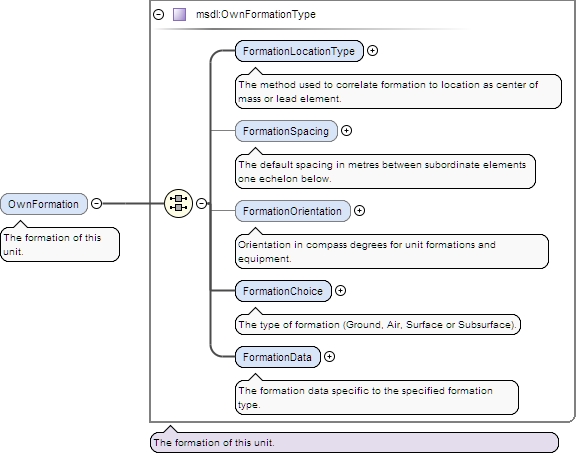 msdl:OwnFormationType
FormationLocationType
The method used to correlate formation to location as center of
mass or lead element.
FormationSpacing
The default spacing in metres between subordinate elements
one echelon below.
OwnFormation
The formation of this
unit.
FormationOrientation
Orientation in compass degrees for unit formations and
equipment.
FormationChoice
The type of formation (Ground, Air, Surface or Subsurface).
FormationData
The formation data specific to the specified formation
type.
The formation of this unit.